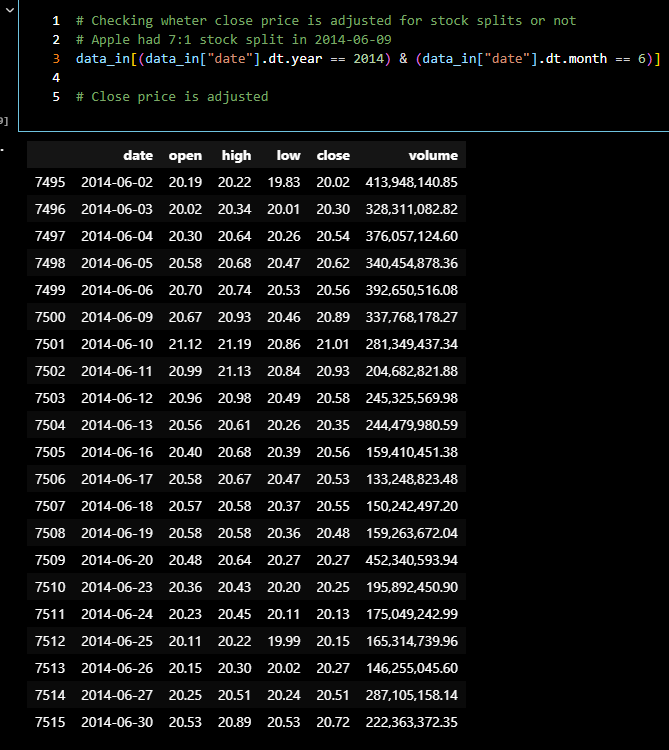 1 # Checking wheter close price is adjusted for stock splits or not
2 # Apple had 7:1 stock split in 2014-06-09
3 data_in[(data_in["date"].dt.year == 2014) & (data_in["date"].dt.month == 6)]
4
5 # Close price is adjusted
date open high low close volume
7495 2014-06-02 20.19 20.22 19.83 20.02 413,948,140.85
7496 2014-06-03 20.02 20.34 20.01 20.30 328,311,082.82
7497 2014-06-04 20.30 20.64 20.26 20.54 376,057,124.60
7498 2014-06-05 20.58 20.68 20.47 20.62 340,454,878.36
7499 2014-06-06 20.70 20.74 20.53 20.56 392,650,516.08
7500 2014-06-09 20.67 20.93 20.46 20.89 337,768,178.27
7501 2014-06-10 21.12 21.19 20.86 21.01 281,349,437.34
7502 2014-06-11 20.99 21.13 20.84 20.93 204,682,821.88
7503 2014-06-12 20.96 20.98 20.49 20.58 245,325,569.98
7504 2014-06-13 20.56 20.61 20.26 20.35 244,479,980.59
7505 2014-06-16 20.40 20.68 20.39 20.56 159,410,451.38
7506 2014-06-17 20.58 20.67 20.47 20.53 133,248,823.48
7507 2014-06-18 20.57 20.58 20.37 20.55 150,242,497.20
7508 2014-06-19 20.58 20.58 20.36 20.48 159,263,672.04
7509 2014-06-20 20.48 20.64 20.27 20.27 452,340,593.94
7510 2014-06-23 20.36 20.43 20.20 20.25 195,892,450.90
7511 2014-06-24 20.23 20.45 20.11 20.13 175,049,242.99
7512 2014-06-25 20.11 20.22 19.99 20.15 165,314,739.96
7513 2014-06-26 20.15 20.30 20.02 20.27 146,255,045.60
7514 2014-06-27 20.25 20.51 20.24 20.51 287,105,158.14
7515 2014-06-30 20.53 20.89 20.53 20.72 222,363,372.35